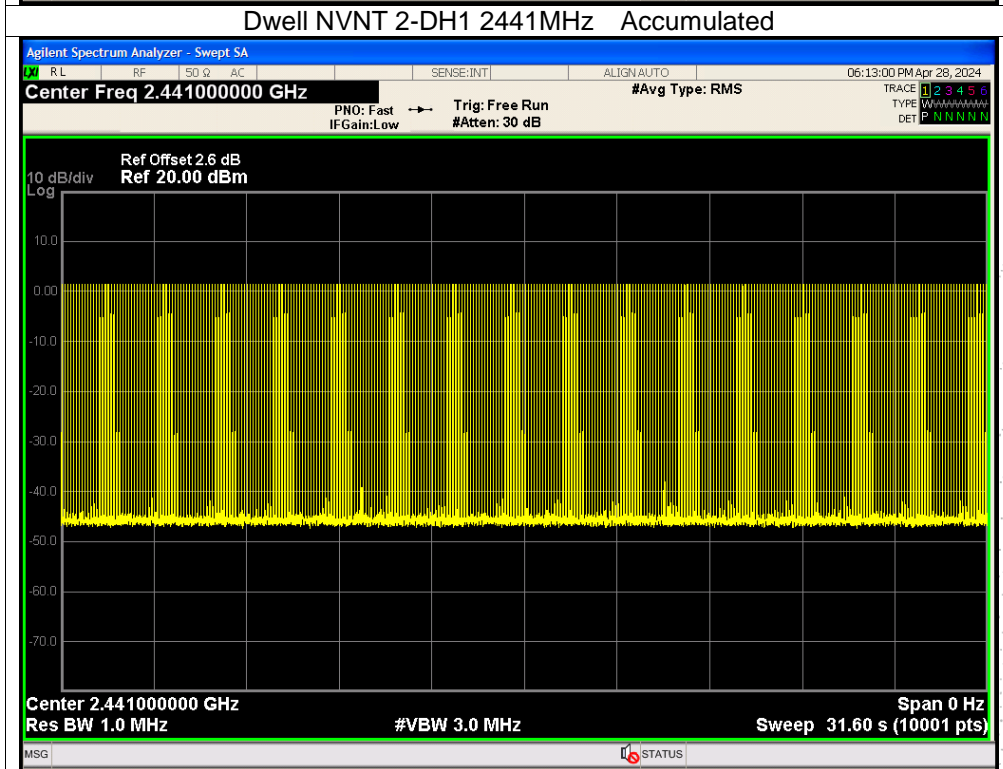 Dwell NVNT 2-DH1 2441MHz Accumulated
Agilent Spectrum Analyzer - Swept SA
LXI RL RF 50 Ω AC SENSE:INT ALIGN AUTO 06:13:00 PM Apr 28, 2024
Center Freq 2.441000000 GHz #Avg Type: RMS TRACE 1 2 3 4 5 6
PNO: Fast Trig: Free Run TYPE WWWWWW
IFGain:Low #Atten: 30 dB DET P N N N N N
Ref Offset 2.6 dB
10 dB/div Ref 20.00 dBm
Log
10.0
0.00
-10.0
-20.0
-30.0
-40.0
-50.0
-60.0
-70.0
Center 2.441000000 GHz Span 0 Hz
Res BW 1.0 MHz #VBW 3.0 MHz Sweep 31.60 s (10001 pts)
MSG STATUS